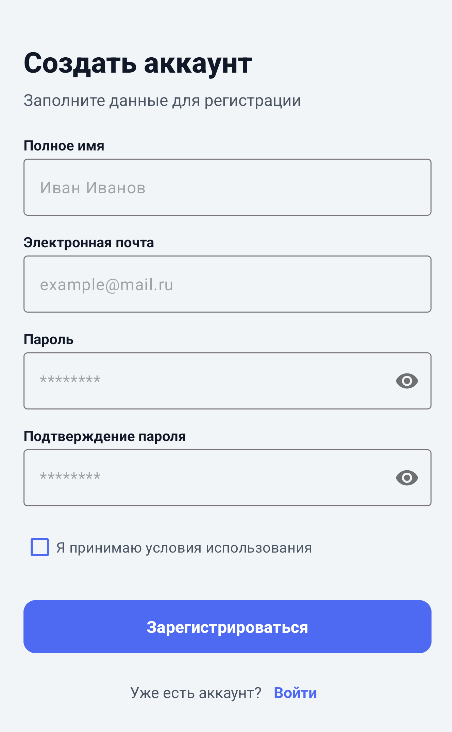 Создать аккаунт
Заполните данные для регистрации
Полное имя
Иван Иванов
Электронная почта
example@mail.ru
Пароль
********
Подтверждение пароля
********
Я принимаю условия использования
Зарегистрироваться
Уже есть аккаунт? Войти